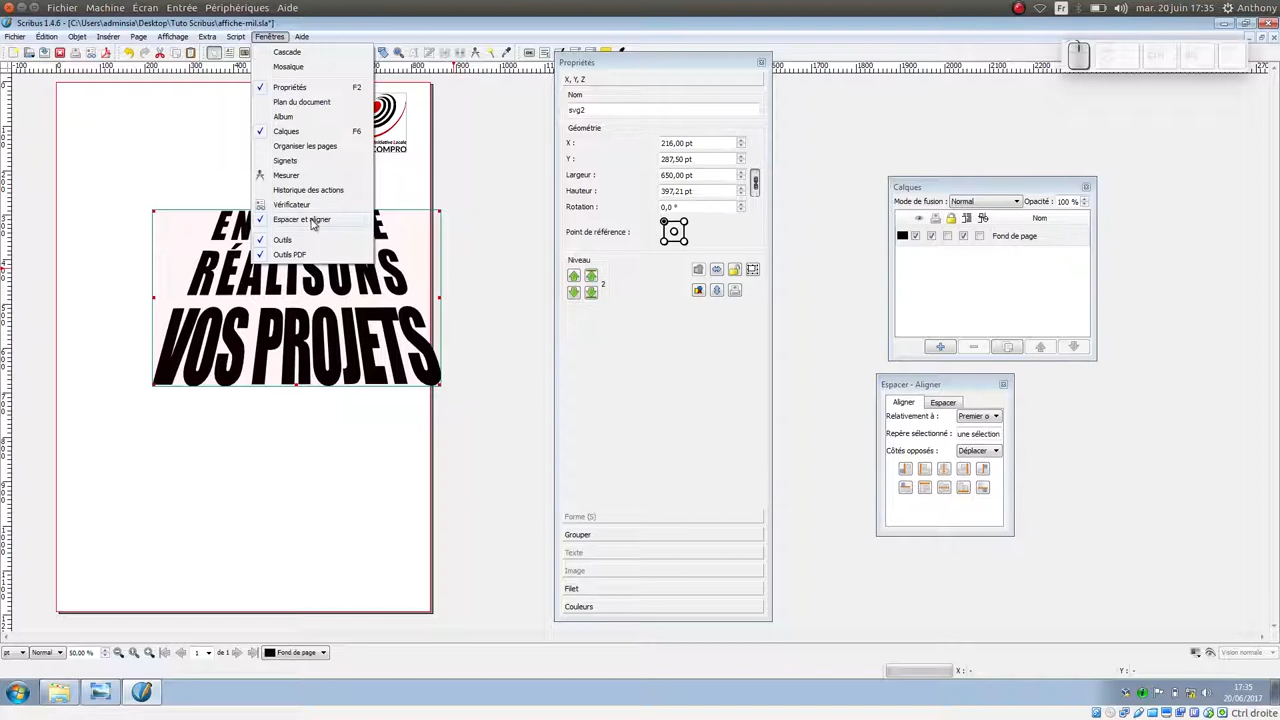 Fichier Machine Écran Entrée Périphériques Aide
Fr mar. 20 juin 17:35 Anthony
Scribus 1.4.6 - [C:\Users\adminsia\Desktop\Tuto Scribus\affiche-mil.sla*]
Fichier Édition Objet Insérer Page Affichage Extra Script Fenêtres Aide
Cascade
Mosaïque
Propriétés F2
Plan du document
Album
Calques F6
Organiser les pages
Signets
Mesurer
Historique des actions
Vérificateur
Espacer et aligner
Outils
Outils PDF
Initiative Locale
COMPRO
RÉALISONS
VOS PROJETS
Propriétés
X, Y, Z
Nom
svg2
Géométrie
X : 216,00 pt
Y : 287,50 pt
Largeur : 650,00 pt
Hauteur : 397,21 pt
Rotation : 0,0 °
Point de référence :
Niveau
2
Forme (S)
Grouper
Texte
Image
Filet
Couleurs
Calques
Mode de fusion : Normal Opacité : 100 %
Nom
Fond de page
Espacer - Aligner
Aligner Espacer
Relativement à : Premier o
Repère sélectionné : une sélection
Côtés opposés : Déplacer
pt Normal 50,00 % 1 de 1 Fond de page
Vision normale
X : - Y : -
17:35
20/06/2017
Ctrl droite